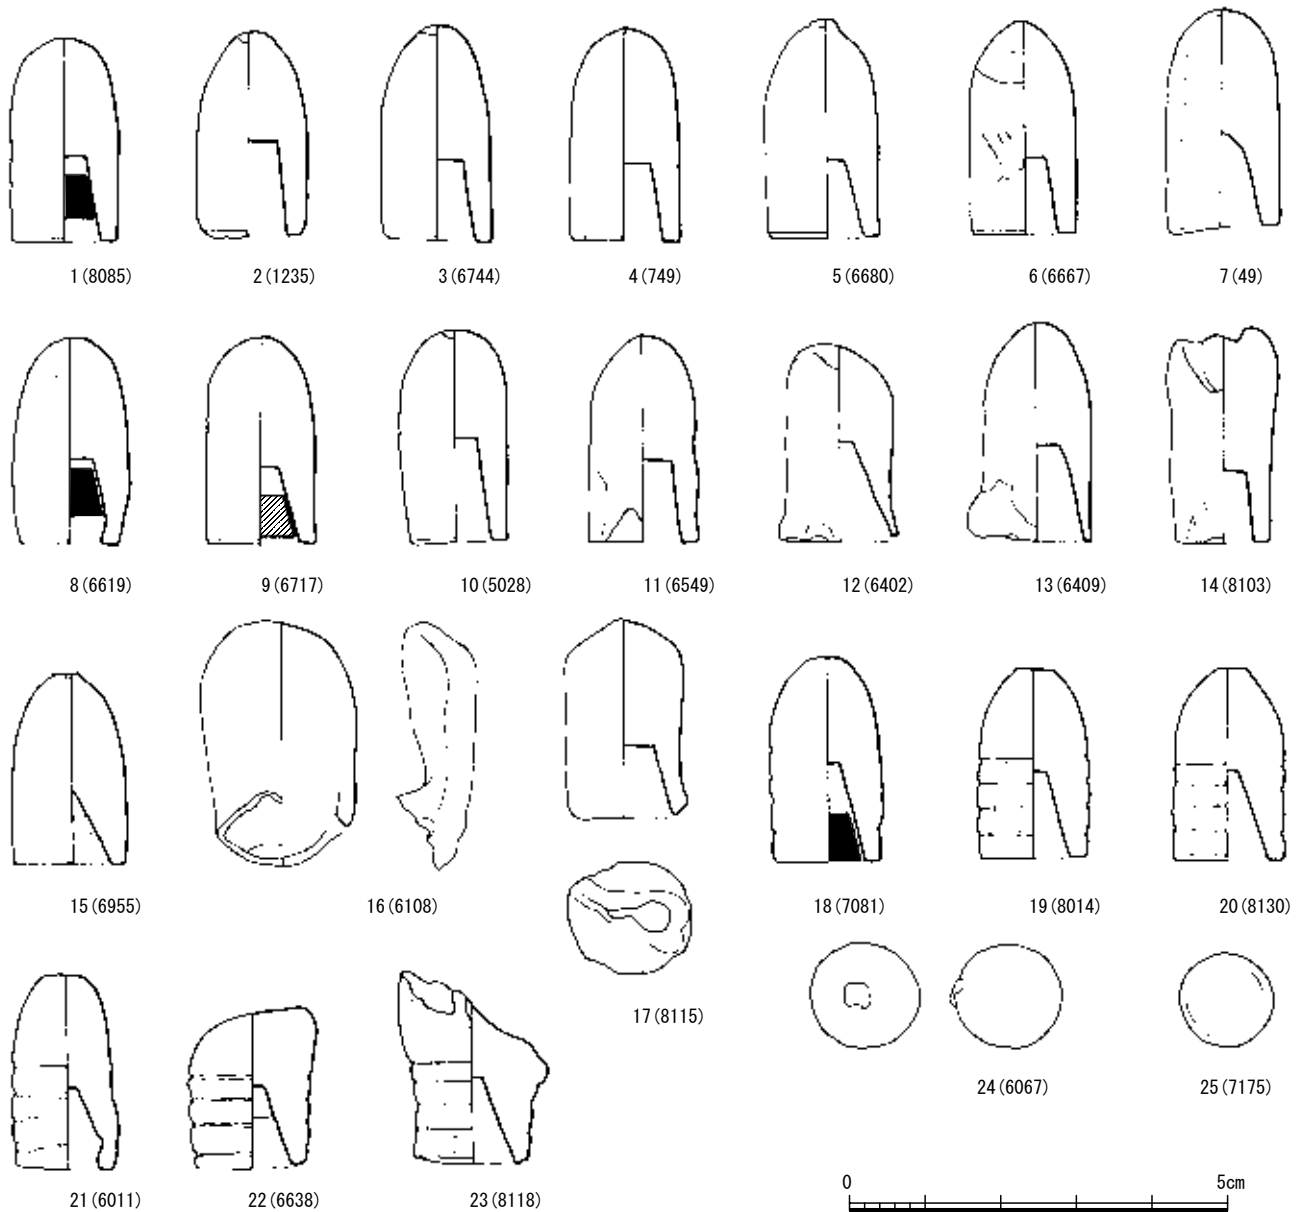 1(8085) 2(1235) 3(6744) 4(749) 5(6680) 6(6667) 7(49)
8(6619) 9(6717) 10(5028) 11(6549) 12(6402) 13(6409) 14(8103)
15(6955) 16(6108) 18(7081) 19(8014) 20(8130)
17(8115)
24(6067) 25(7175)
21(6011) 22(6638) 23(8118)
0 5cm